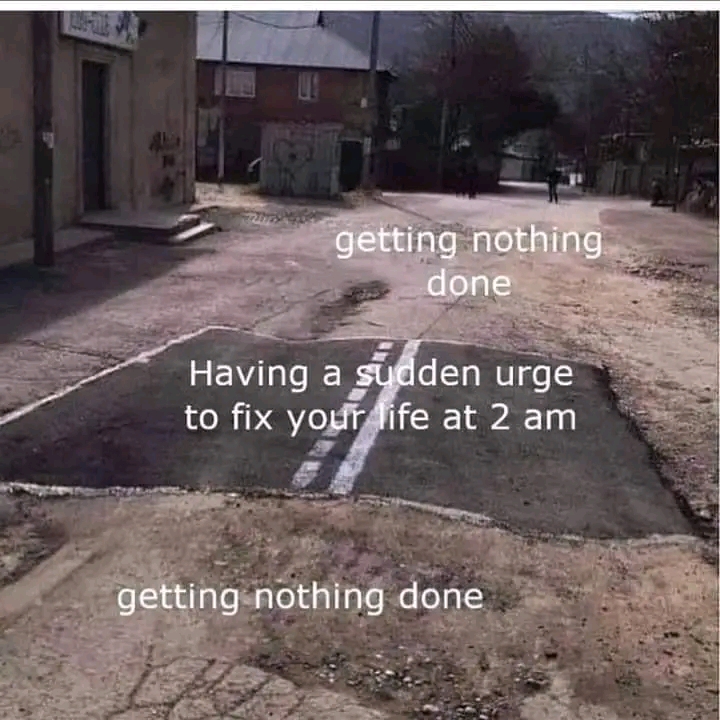 getting nothing
done
Having a sudden urge
to fix your life at 2 am
getting nothing done